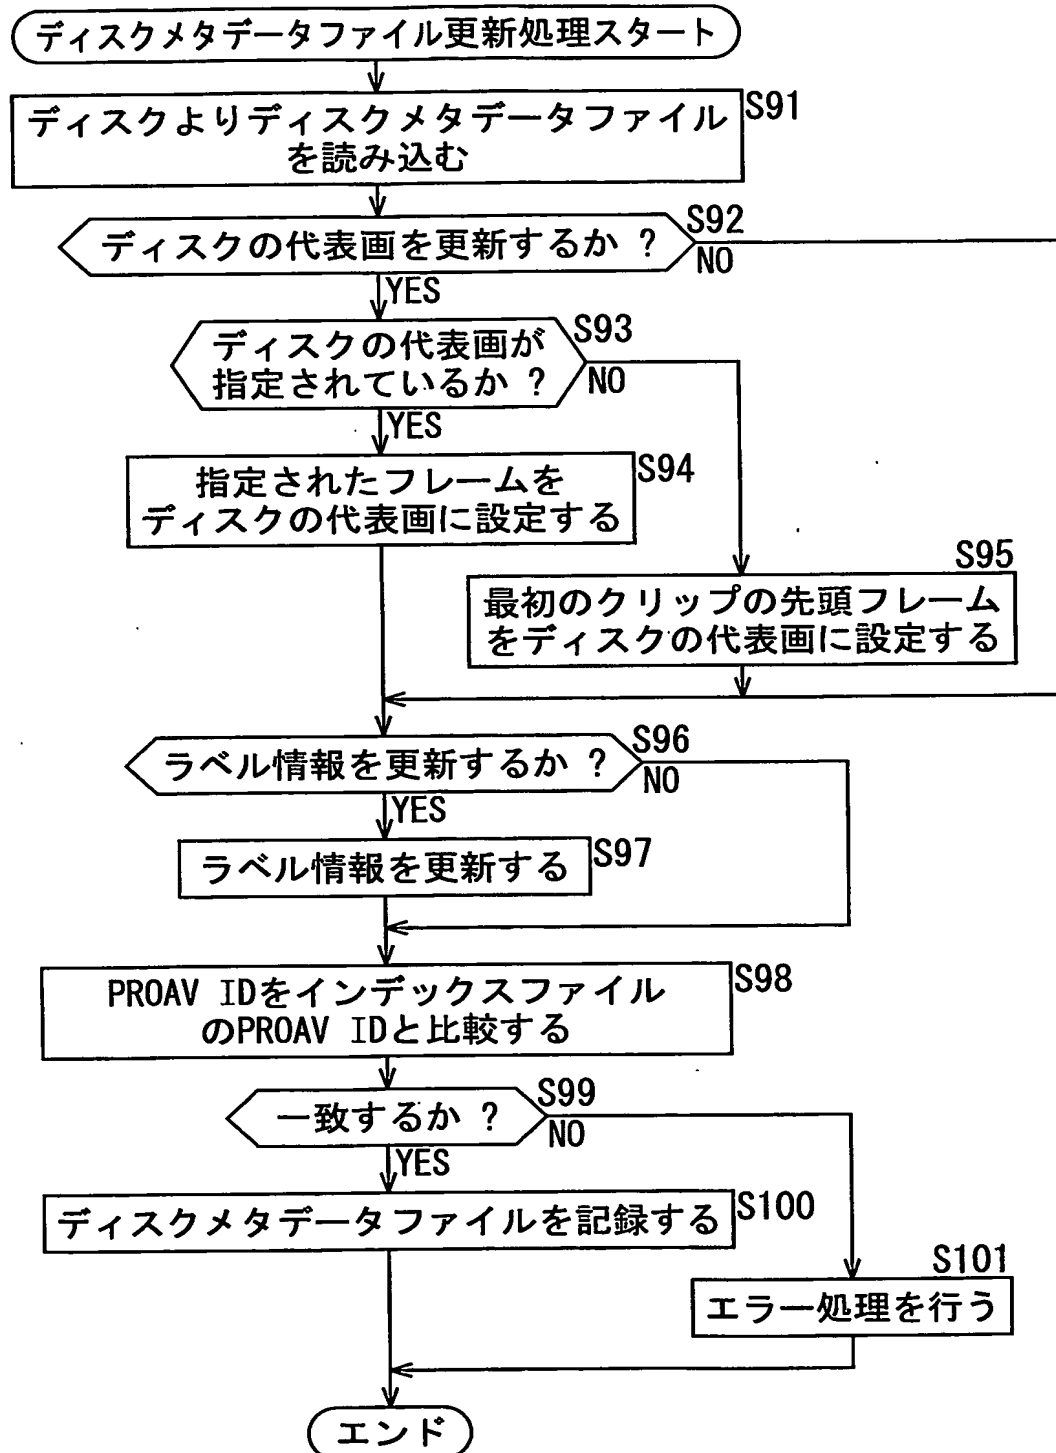 ディスクメタデータファイル更新処理スタート
S91
ディスクよりディスクメタデータファイル
を読み込む
S92
ディスクの代表画を更新するか ?
NO
YES
S93
ディスクの代表画が
指定されているか ?
NO
YES
S94
指定されたフレームを
ディスクの代表画に設定する
S95
最初のクリップの先頭フレーム
をディスクの代表画に設定する
S96
ラベル情報を更新するか ?
NO
YES
S97
ラベル情報を更新する
S98
PROAV IDをインデックスファイル
のPROAV IDと比較する
S99
一致するか ?
NO
YES
S100
ディスクメタデータファイルを記録する
S101
エラー処理を行う
エンド